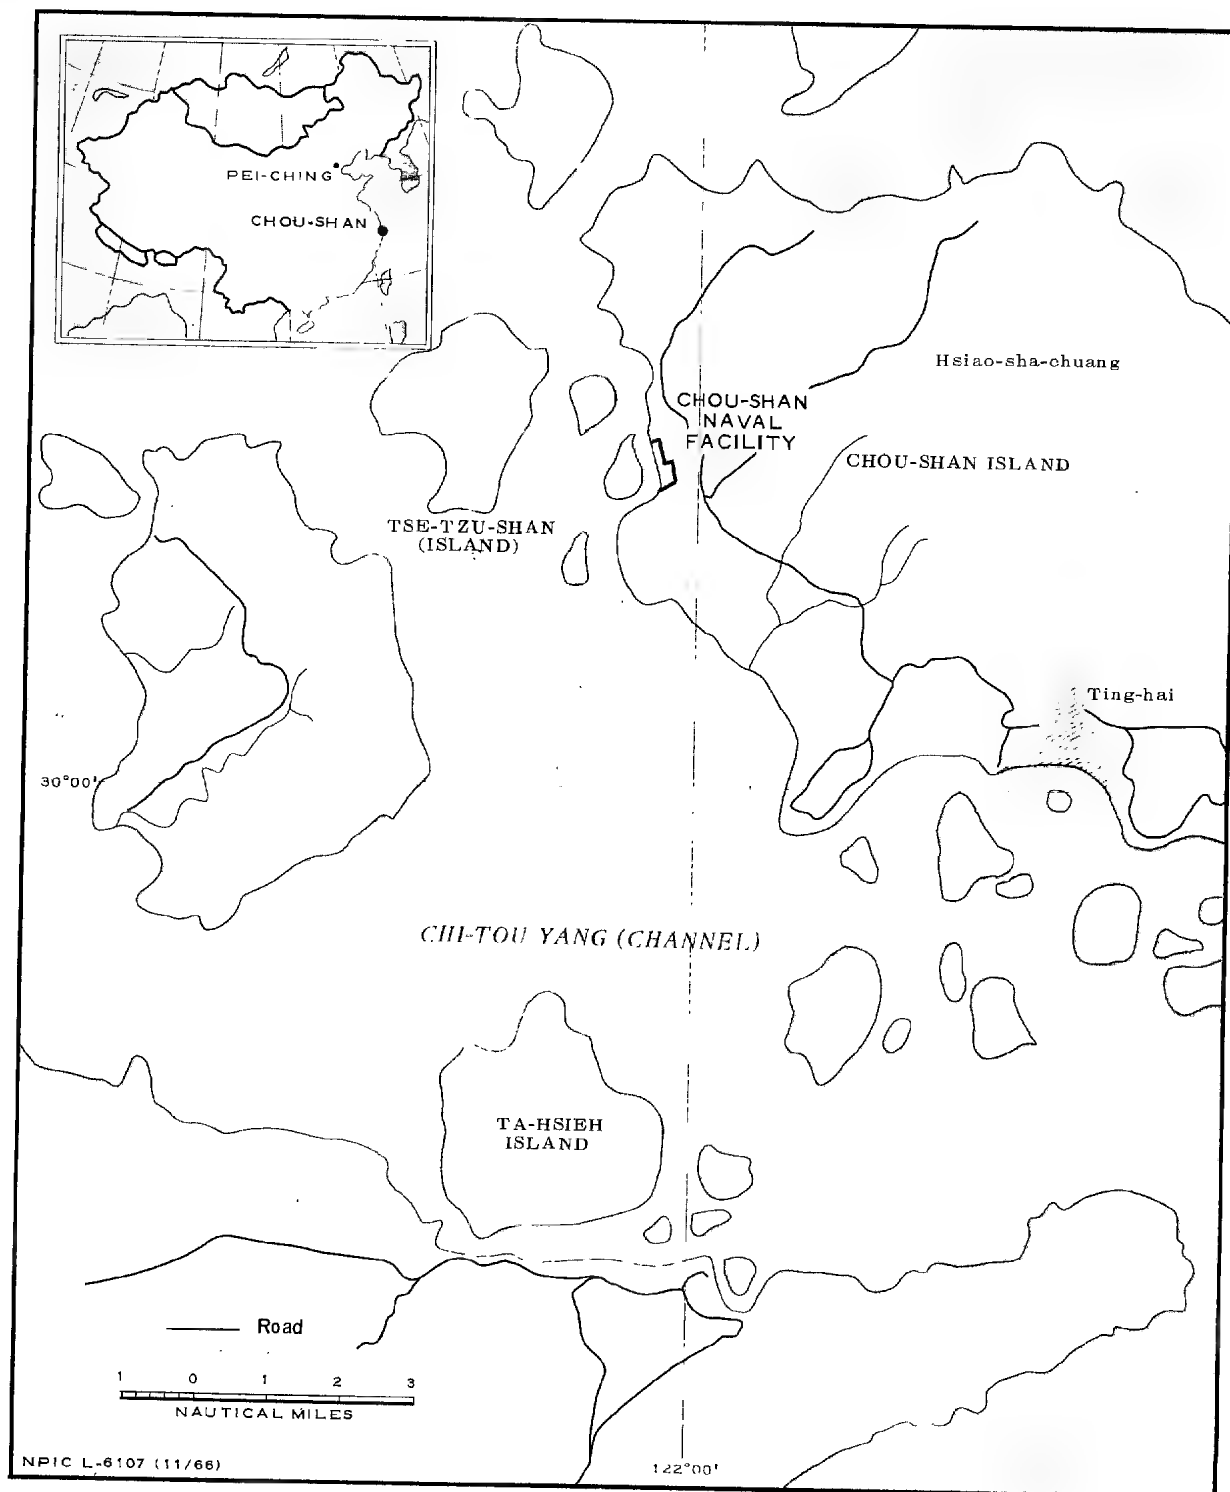 PEI-CHING
CHOU-SHAN
Hsiao-sha-chuang
CHOU-SHAN
NAVAL
FACILITY
CHOU-SHAN ISLAND
TSE-TZU-SHAN
(ISLAND)
Ting-hai
30°00'
CHI-TOU YANG (CHANNEL)
TA-HSIEH
ISLAND
Road
1 0 1 2 3
NAUTICAL MILES
NPIC L-6107 (11/66)
122°00'